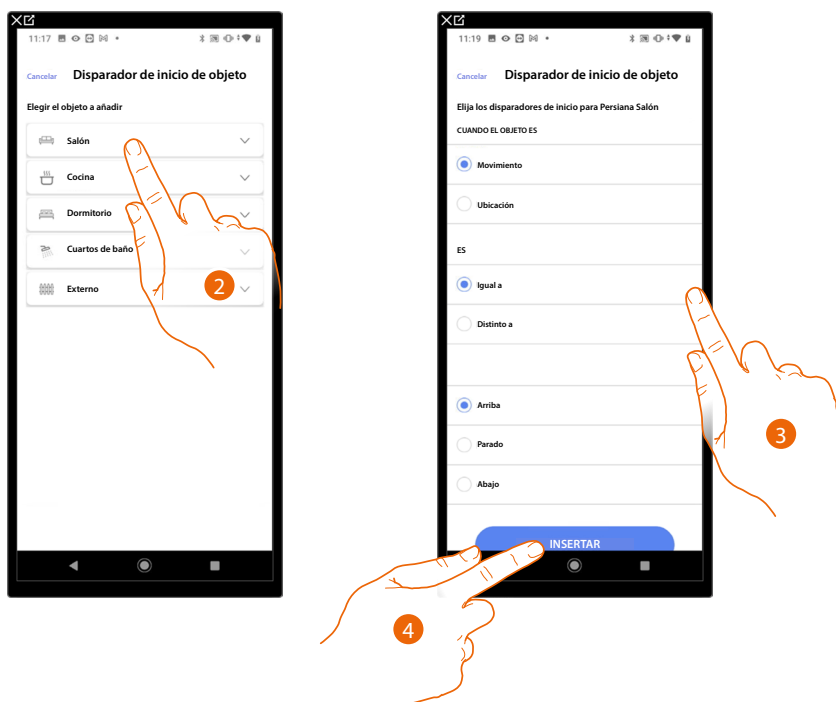 11:17
Cancelar Disparador de inicio de objeto
Elegir el objeto a añadir
Salón
Cocina
Dormitorio
Cuartos de baño
Externo
2
11:19
Cancelar Disparador de inicio de objeto
Elija los disparadores de inicio para Persiana Salón
CUANDO EL OBJETO ES
Movimiento
Ubicación
ES
Igual a
Distinto a
Arriba
Parado
Abajo
INSERTAR
3
4